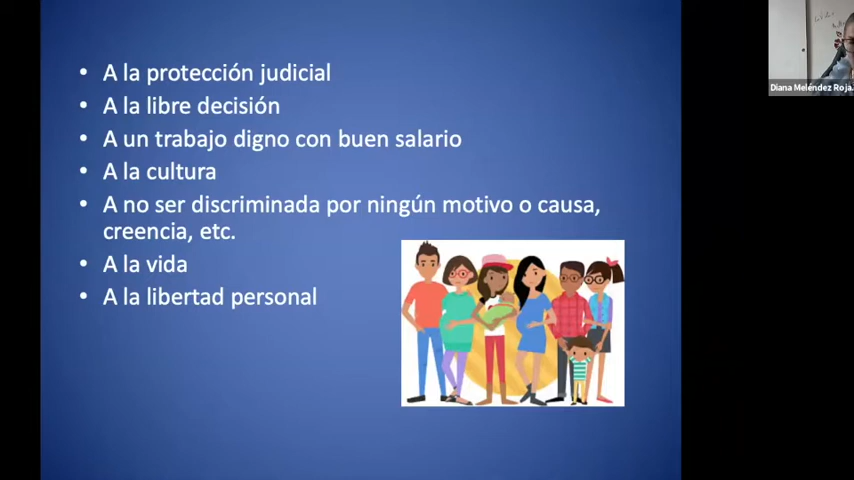 • A la protección judicial
• A la libre decisión
• A un trabajo digno con buen salario
• A la cultura
• A no ser discriminada por ningún motivo o causa,
creencia, etc.
• A la vida
• A la libertad personal
Diana Meléndez Roja.